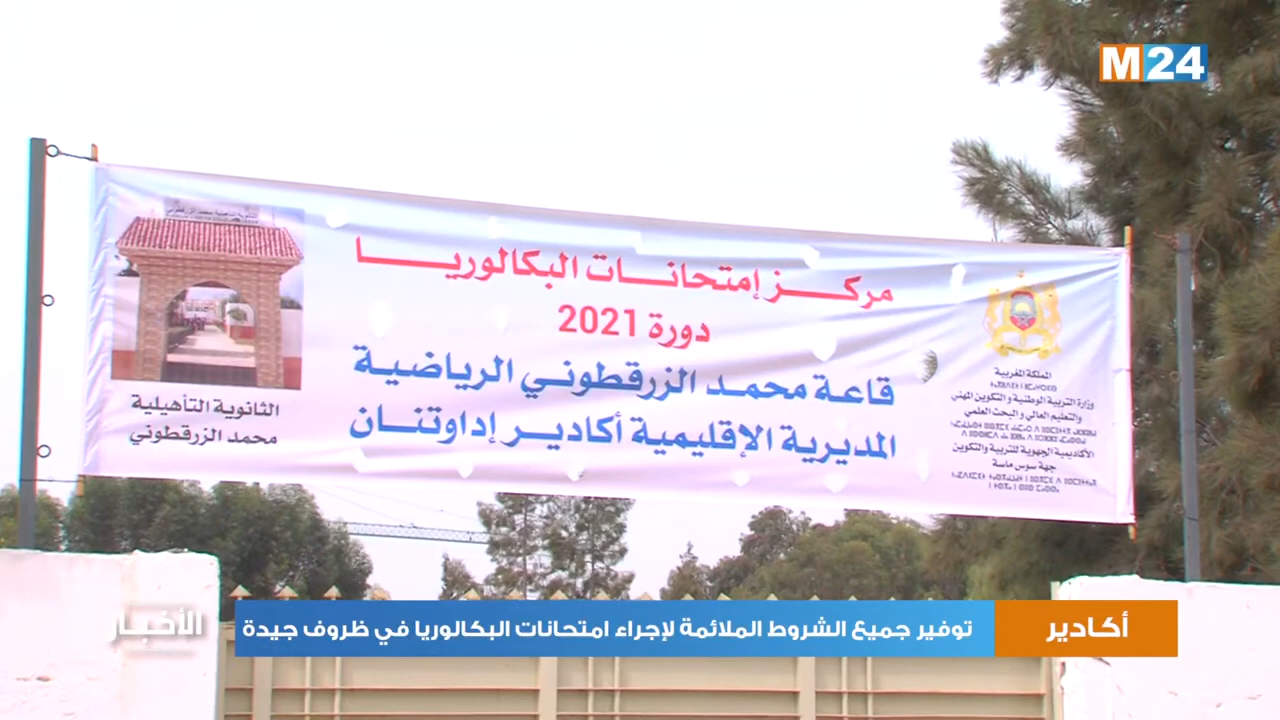 M24
مركز إمتحانات البكالوريا
دورة 2021
قاعة محمد الزرقطوني الرياضية
المديرية الإقليمية أكادير إداوتنان
الثانوية التأهيلية
محمد الزرقطوني
المملكة المغربية
وزارة التربية الوطنية و التكوين المهني
والتعليم العالي و البحث العلمي
الأكاديمية الجهوية للتربية والتكوين
جهة سوس ماسة
أكادير
توفير جميع الشروط الملائمة لإجراء امتحانات البكالوريا في ظروف جيدة
الأخبار